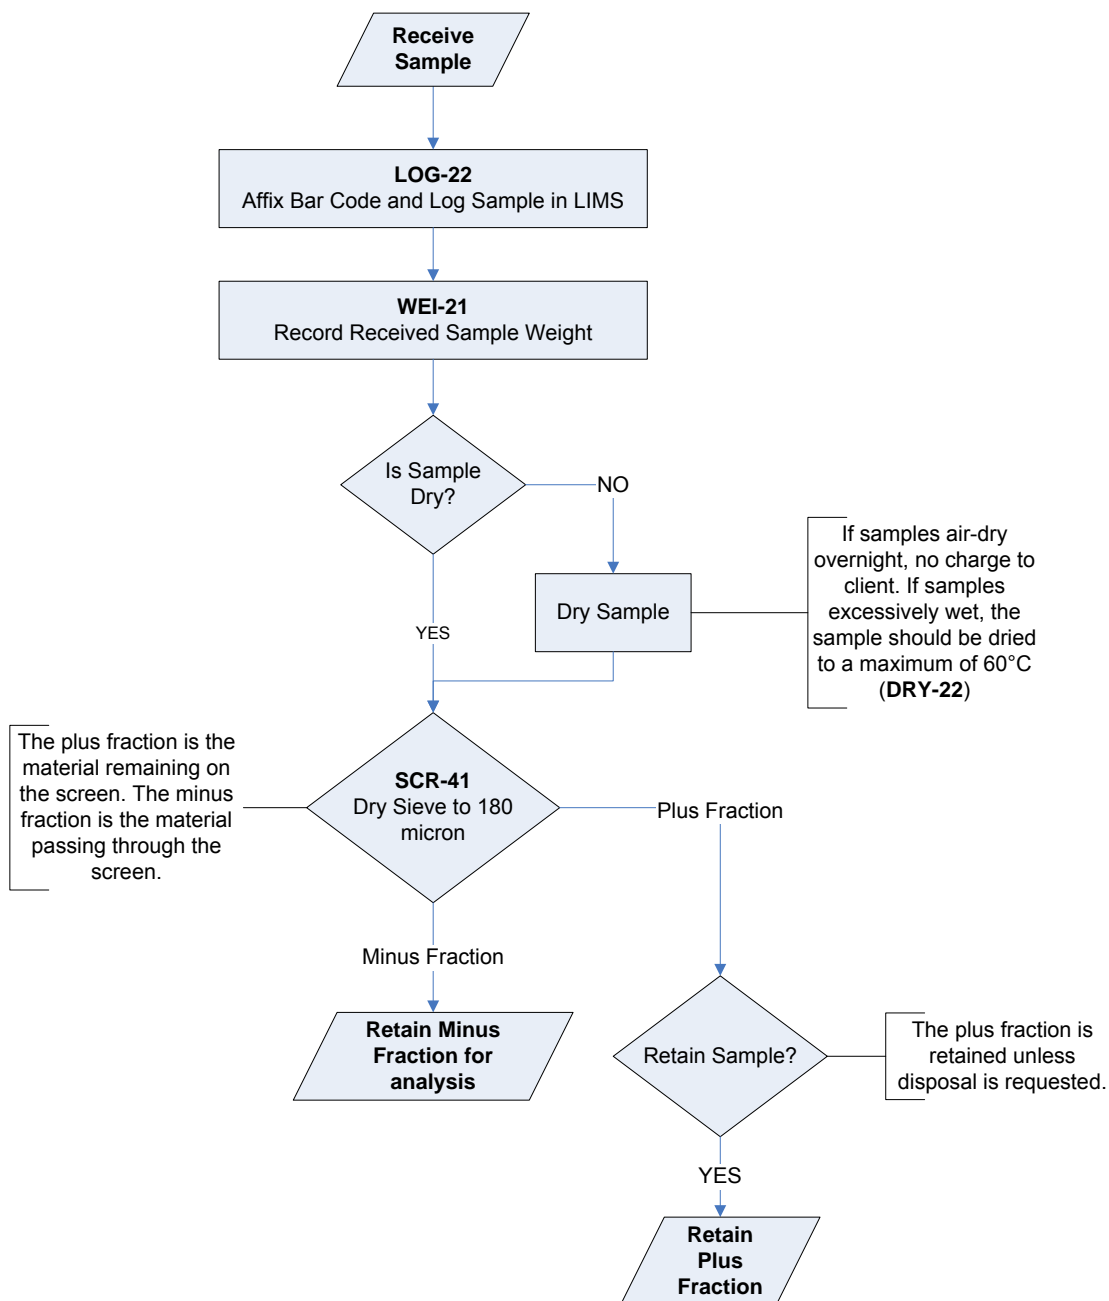 Receive
Sample
LOG-22
Affix Bar Code and Log Sample in LIMS
WEI-21
Record Received Sample Weight
Is Sample
Dry?
NO
If samples air-dry
overnight, no charge to
client. If samples
excessively wet, the
sample should be dried
to a maximum of 60°C
(DRY-22)
Dry Sample
YES
The plus fraction is the
material remaining on
the screen. The minus
fraction is the material
passing through the
screen.
SCR-41
Dry Sieve to 180
micron
Plus Fraction
Minus Fraction
Retain Minus
Fraction for
analysis
Retain Sample?
The plus fraction is
retained unless
disposal is requested.
YES
Retain
Plus
Fraction